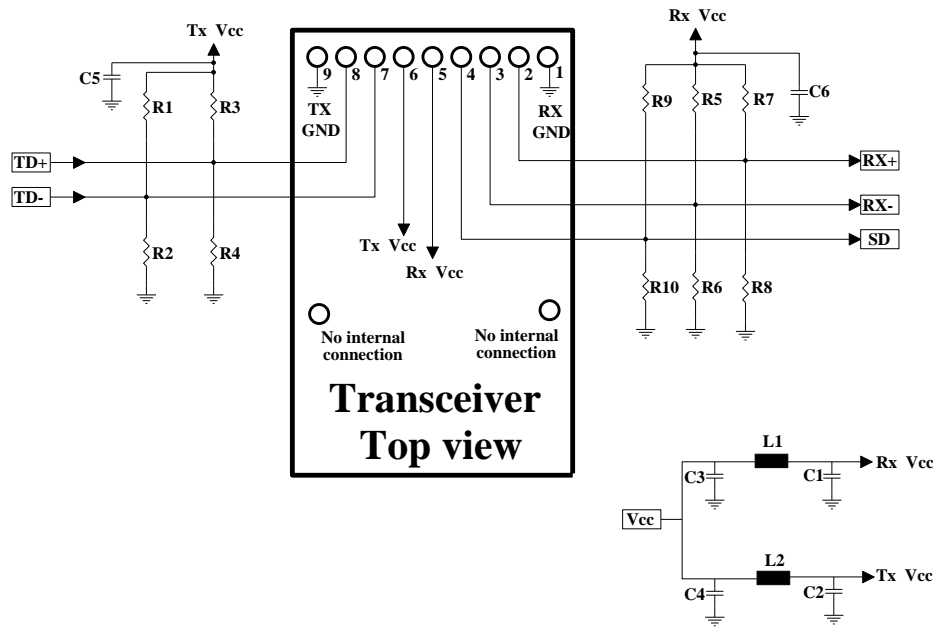 Tx Vcc
Rx Vcc
C5
R1
R3
9
8
7
6
5
4
3
2
1
TX
GND
RX
GND
R9
R5
R7
C6
TD+
RX+
TD-
RX-
SD
R2
R4
Tx Vcc
Rx Vcc
R10
R6
R8
No internal
connection
No internal
connection
Transceiver
Top view
L1
C3
C1
Rx Vcc
Vcc
L2
C4
C2
Tx Vcc